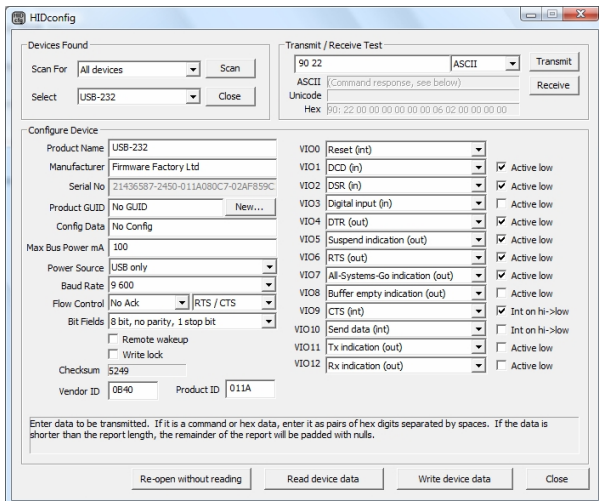 HIDconfig
Devices Found
Scan For All devices Scan
Select USB-232 Close
Transmit / Receive Test
90 22 ASCII Transmit
ASCII (Command response, see below) Receive
Unicode
Hex 90: 22 00 00 00 00 00 06 02 00 00 00 00
Configure Device
Product Name USB-232
Manufacturer Firmware Factory Ltd
Serial No 21436587-2450-011A080C7-02AF859C
Product GUID No GUID New...
Config Data No Config
Max Bus Power mA 100
Power Source USB only
Baud Rate 9 600
Flow Control No Ack RTS / CTS
Bit Fields 8 bit, no parity, 1 stop bit
Remote wakeup
Write lock
Checksum 5249
Vendor ID 0B40 Product ID 011A
VIO0 Reset (int)
VIO1 DCD (in) Active low
VIO2 DSR (in) Active low
VIO3 Digital input (in) Active low
VIO4 DTR (out) Active low
VIO5 Suspend indication (out) Active low
VIO6 RTS (out) Active low
VIO7 All-Systems-Go indication (out) Active low
VIO8 Buffer empty indication (out) Active low
VIO9 CTS (int) Int on hi->low
VIO10 Send data (int) Int on hi->low
VIO11 Tx indication (out) Active low
VIO12 Rx indication (out) Active low
Enter data to be transmitted. If it is a command or hex data, enter it as pairs of hex digits separated by spaces. If the data is
shorter than the report length, the remainder of the report will be padded with nulls.
Re-open without reading Read device data Write device data Close